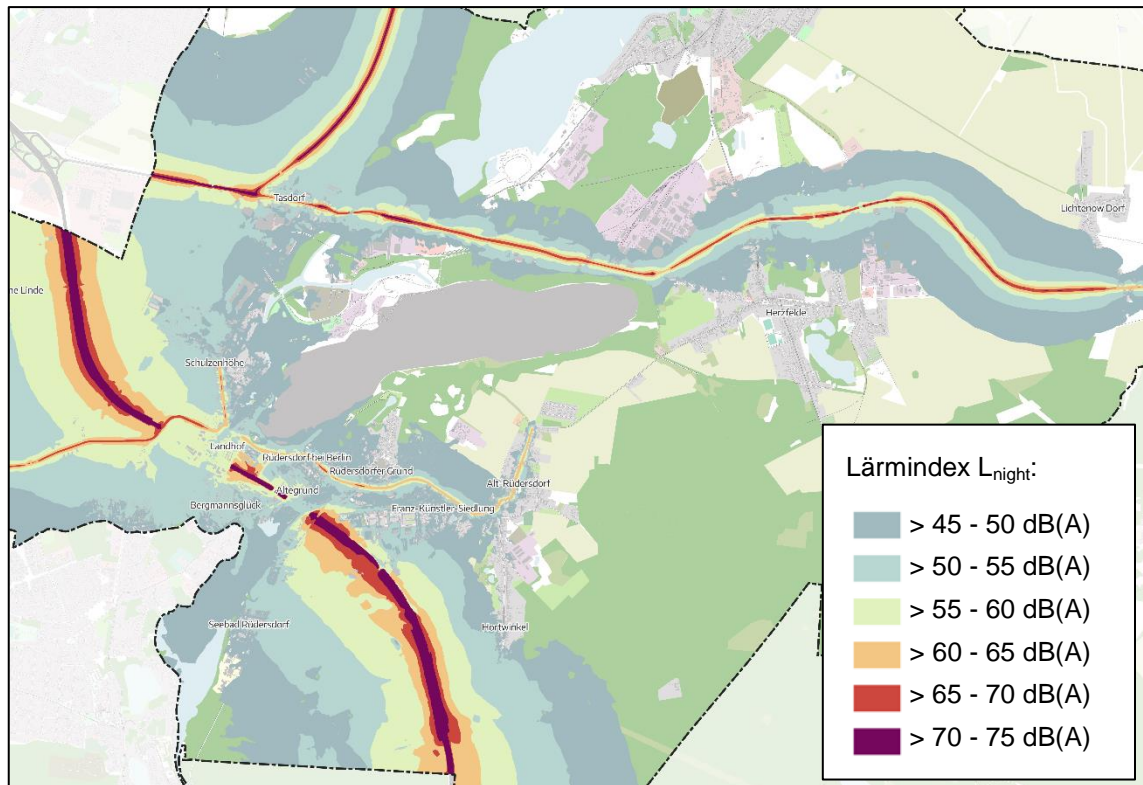 Tasdorf
Lichtenow Dorf
ne Linde
Herzfelde
Schulzenhöhe
Landhof
Rüdersdorf bei Berlin
Rüdersdorfer Grund
Altegrund
Alt-Rüdersdorf
Bergmannsglück
Franz-Künstler-Siedlung
Seebad Rüdersdorf
Hortwinkel
Lärmindex Lnight:
> 45 - 50 dB(A)
> 50 - 55 dB(A)
> 55 - 60 dB(A)
> 60 - 65 dB(A)
> 65 - 70 dB(A)
> 70 - 75 dB(A)